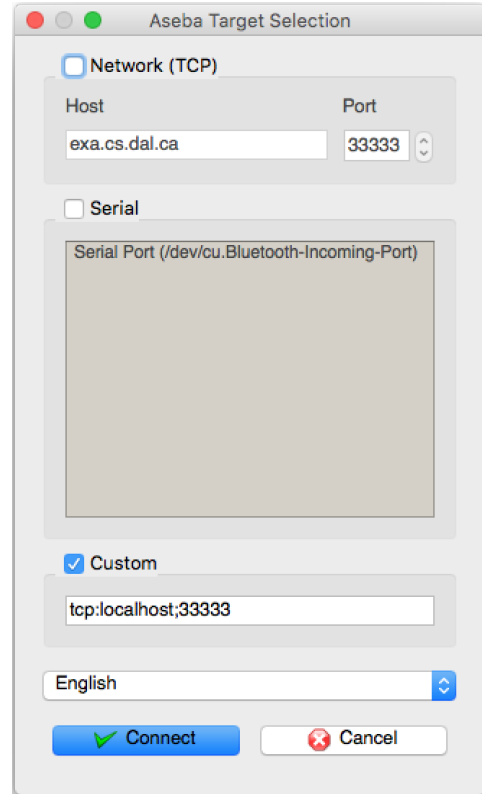 Aseba Target Selection
Network (TCP)
Host Port
exa.cs.dal.ca 33333
Serial
Serial Port (/dev/cu.Bluetooth-Incoming-Port)
Custom
tcp:localhost;33333
English
Connect Cancel